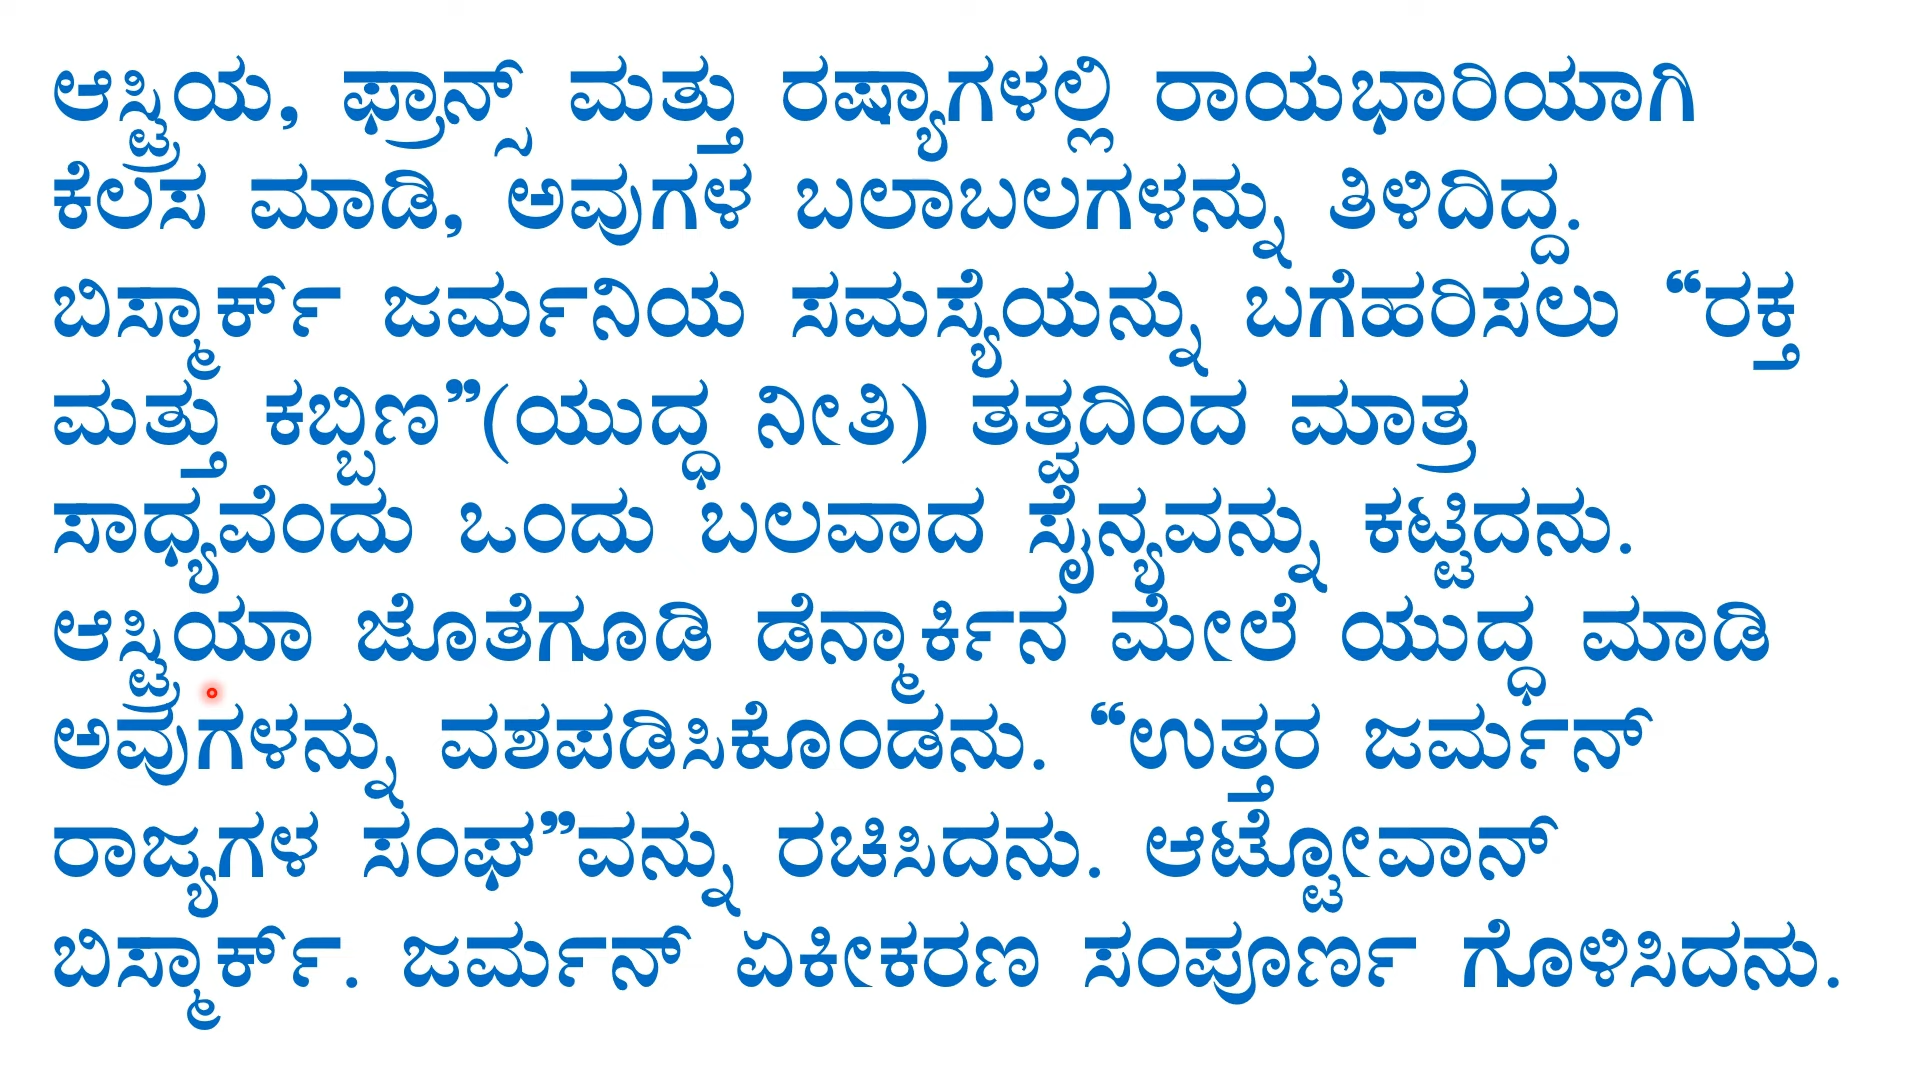 ಆಸ್ಟ್ರಿಯ, ಫ್ರಾನ್ಸ್ ಮತ್ತು ರಷ್ಯಾಗಳಲ್ಲಿ ರಾಯಭಾರಿಯಾಗಿ
ಕೆಲಸ ಮಾಡಿ, ಅವುಗಳ ಬಲಾಬಲಗಳನ್ನು ತಿಳಿದಿದ್ದ.
ಬಿಸ್ಮಾರ್ಕ್ ಜರ್ಮನಿಯ ಸಮಸ್ಯೆಯನ್ನು ಬಗೆಹರಿಸಲು “ರಕ್ತ
ಮತ್ತು ಕಬ್ಬಿಣ”(ಯುದ್ಧ ನೀತಿ) ತತ್ವದಿಂದ ಮಾತ್ರ
ಸಾಧ್ಯವೆಂದು ಒಂದು ಬಲವಾದ ಸೈನ್ಯವನ್ನು ಕಟ್ಟಿದನು.
ಆಸ್ಟ್ರಿಯಾ ಜೊತೆಗೂಡಿ ಡೆನ್ಮಾರ್ಕಿನ ಮೇಲೆ ಯುದ್ಧ ಮಾಡಿ
ಅವುಗಳನ್ನು ವಶಪಡಿಸಿಕೊಂಡನು. “ಉತ್ತರ ಜರ್ಮನ್
ರಾಜ್ಯಗಳ ಸಂಘ”ವನ್ನು ರಚಿಸಿದನು. ಆಟ್ಟೋವಾನ್
ಬಿಸ್ಮಾರ್ಕ್. ಜರ್ಮನ್ ಏಕೀಕರಣ ಸಂಪೂರ್ಣ ಗೊಳಿಸಿದನು.